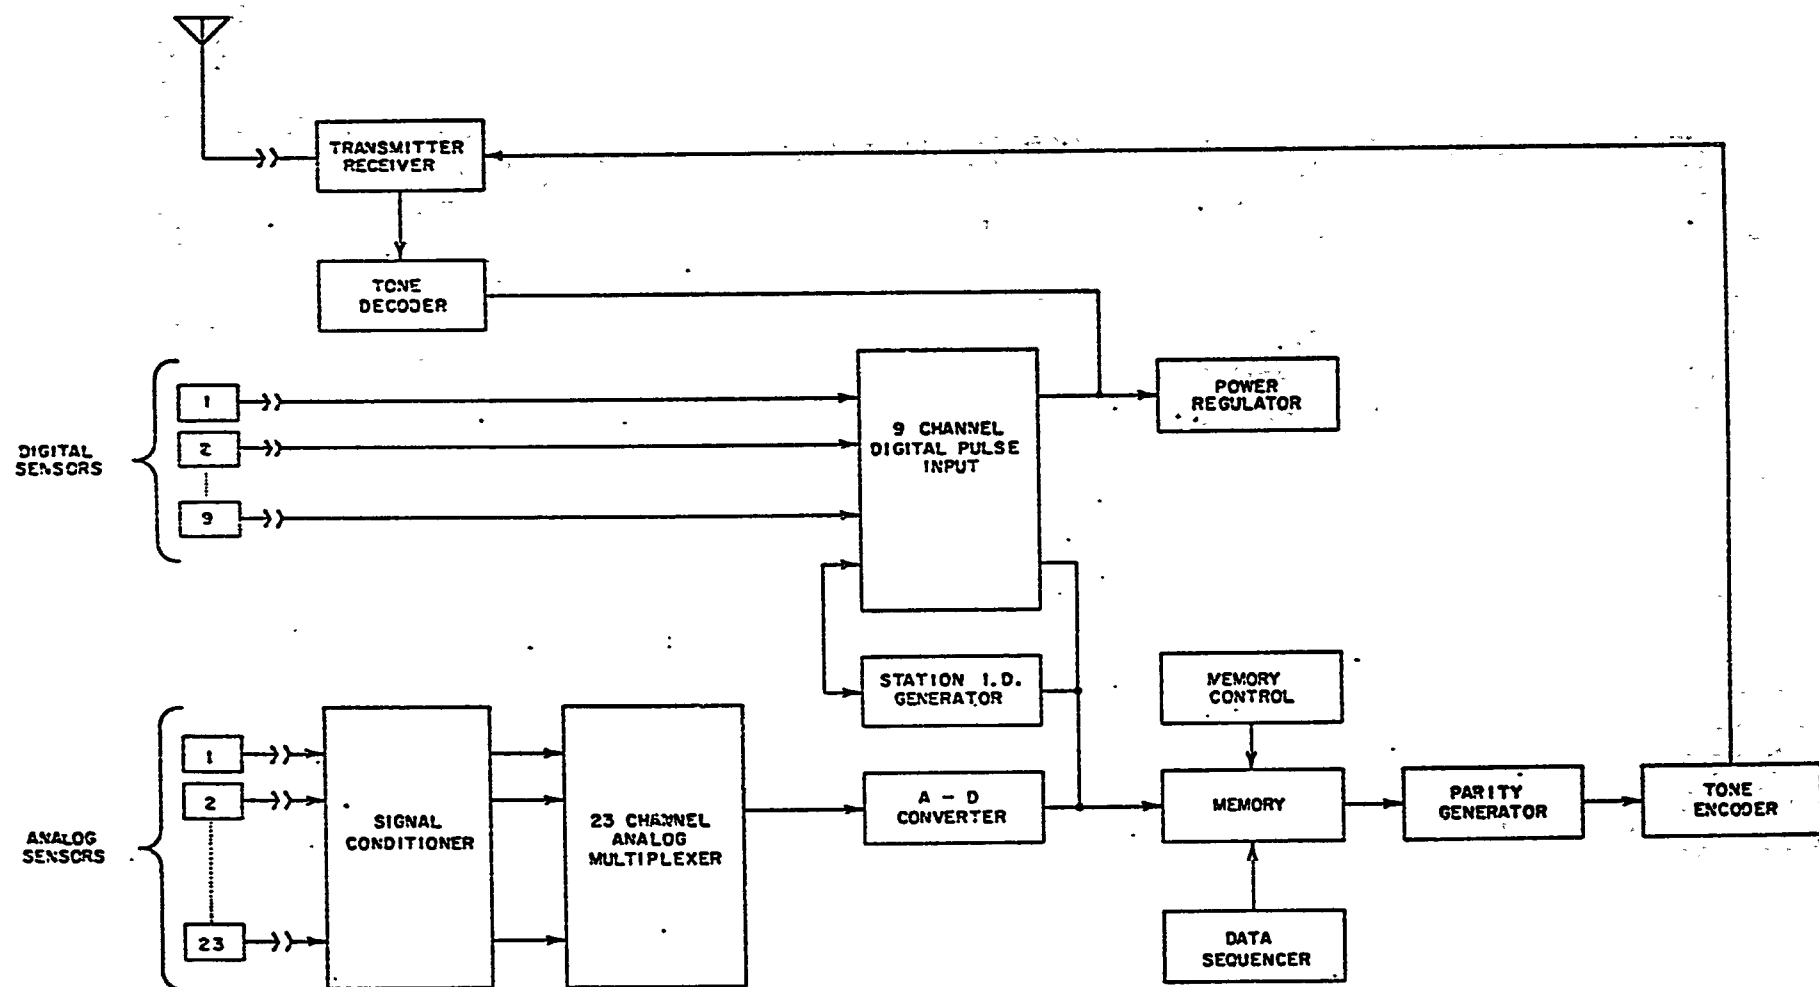 TRANSMITTER
RECEIVER
TONE
DECODER
DIGITAL
SENSORS
1
2
9
9 CHANNEL
DIGITAL PULSE
INPUT
POWER
REGULATOR
STATION I.D.
GENERATOR
MEMORY
CONTROL
ANALOG
SENSORS
1
2
23
SIGNAL
CONDITIONER
23 CHANNEL
ANALOG
MULTIPLEXER
A - D
CONVERTER
MEMORY
PARITY
GENERATOR
TONE
ENCODER
DATA
SEQUENCER